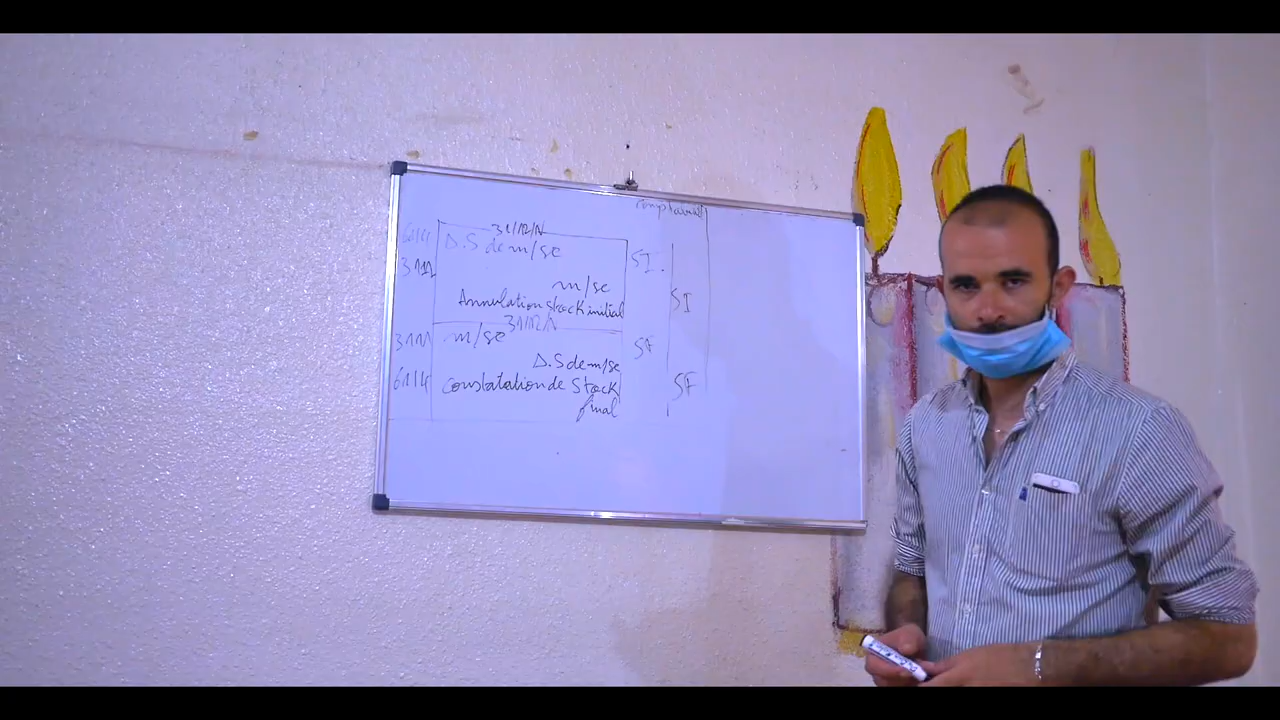 comptabilité
31/12/N
6114 Δ.S de m/se SI.
3111
m/se SI
Annulation stock initial
31/12/N
3111 m/se SF
Δ.S de m/se
6114 constatation de Stock SF
final